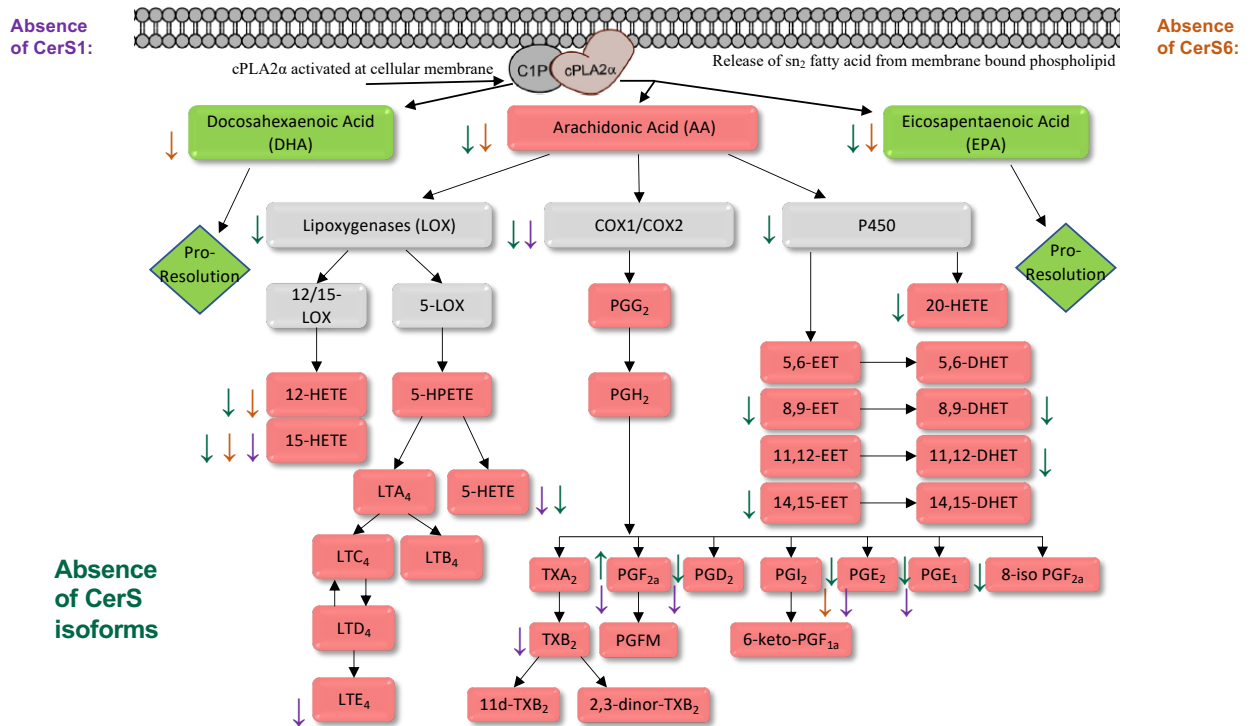 Absence
of CerS1:
Absence
of CerS6:
cPLA2α activated at cellular membrane
C1P
cPLA2α
Release of sn2 fatty acid from membrane bound phospholipid
Docosahexaenoic Acid
(DHA)
Arachidonic Acid (AA)
Eicosapentaenoic Acid
(EPA)
Lipoxygenases (LOX)
COX1/COX2
P450
Pro-
Resolution
Pro-
Resolution
12/15-
LOX
5-LOX
PGG2
20-HETE
5,6-EET
5,6-DHET
12-HETE
5-HPETE
PGH2
8,9-EET
8,9-DHET
15-HETE
11,12-EET
11,12-DHET
LTA4
5-HETE
14,15-EET
14,15-DHET
LTC4
LTB4
TXA2
PGF2a
PGD2
PGI2
PGE2
PGE1
8-iso PGF2a
Absence
of CerS
isoforms
LTD4
TXB2
PGFM
6-keto-PGF1a
LTE4
11d-TXB2
2,3-dinor-TXB2